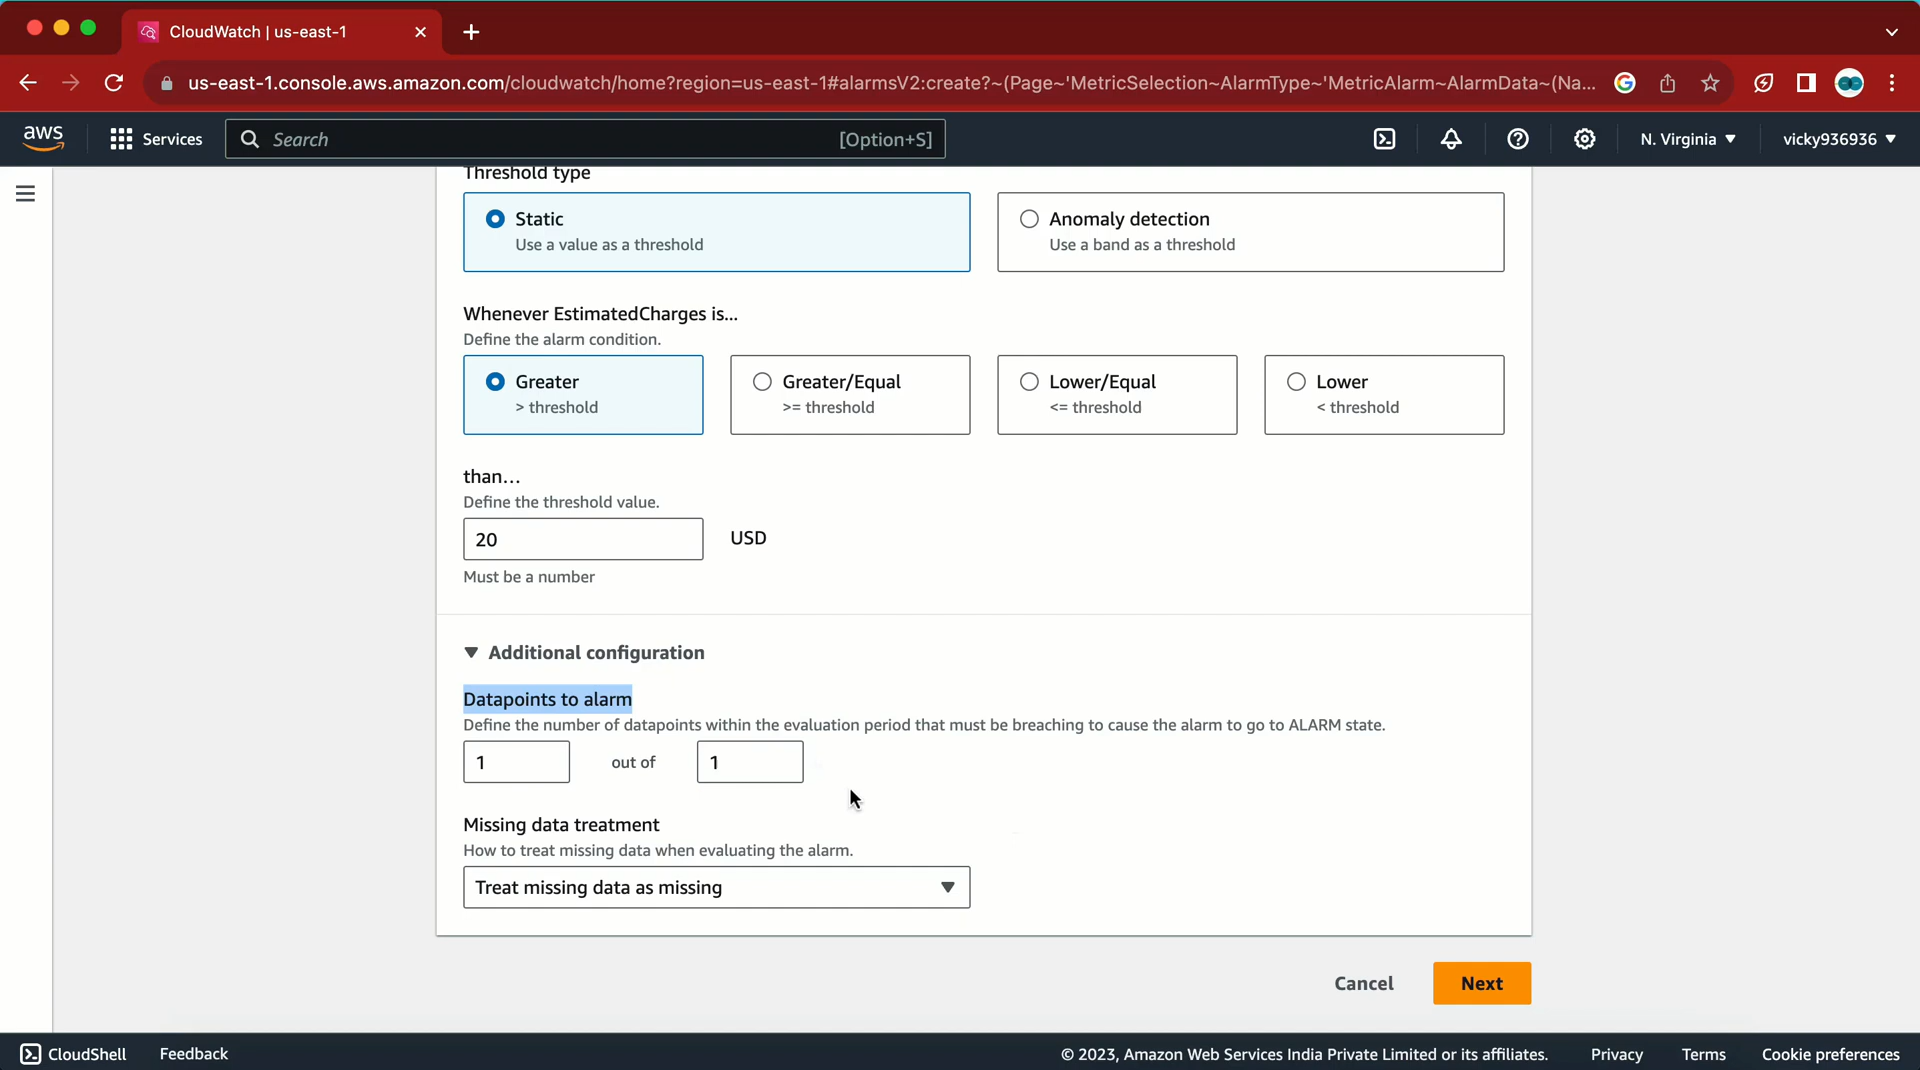 CloudWatch | us-east-1
us-east-1.console.aws.amazon.com/cloudwatch/home?region=us-east-1#alarmsV2:create?~(Page~'MetricSelection~AlarmType~'MetricAlarm~AlarmData~(Na...
aws Services Search [Option+S] N. Virginia vicky936936
Threshold type
Static Anomaly detection
Use a value as a threshold Use a band as a threshold
Whenever EstimatedCharges is...
Define the alarm condition.
Greater Greater/Equal Lower/Equal Lower
> threshold >= threshold <= threshold < threshold
than...
Define the threshold value.
20 USD
Must be a number
Additional configuration
Datapoints to alarm
Define the number of datapoints within the evaluation period that must be breaching to cause the alarm to go to ALARM state.
1 out of 1
Missing data treatment
How to treat missing data when evaluating the alarm.
Treat missing data as missing
Cancel Next
CloudShell Feedback © 2023, Amazon Web Services India Private Limited or its affiliates. Privacy Terms Cookie preferences